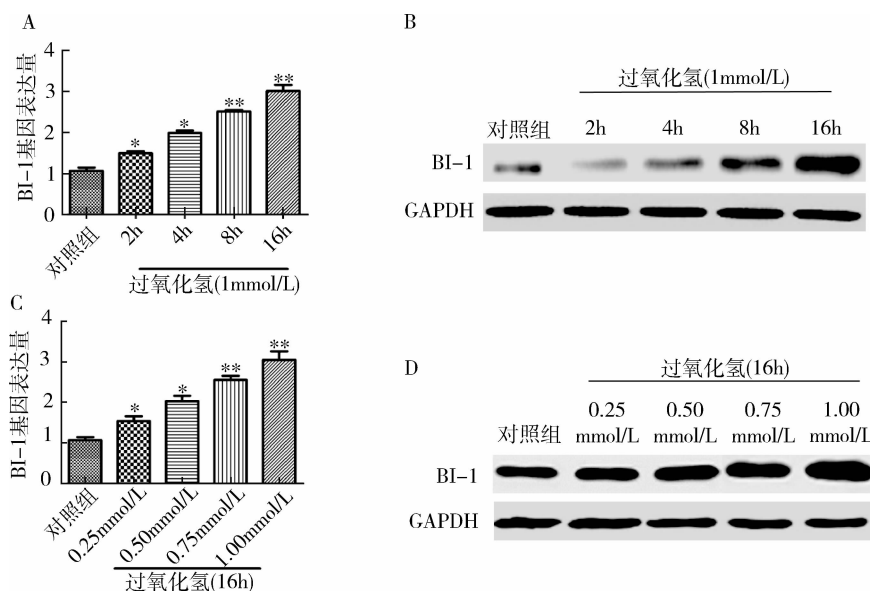 A
BI-1基因表达量
4
3
2
1
0
*
*
**
**
对照组
2h
4h
8h
16h
过氧化氢(1mmol/L)
B
过氧化氢(1mmol/L)
对照组
2h
4h
8h
16h
BI-1
GAPDH
C
BI-1基因表达量
4
3
2
1
0
*
*
**
**
对照组
0.25mmol/L
0.50mmol/L
0.75mmol/L
1.00mmol/L
过氧化氢(16h)
D
过氧化氢(16h)
对照组
0.25
mmol/L
0.50
mmol/L
0.75
mmol/L
1.00
mmol/L
BI-1
GAPDH